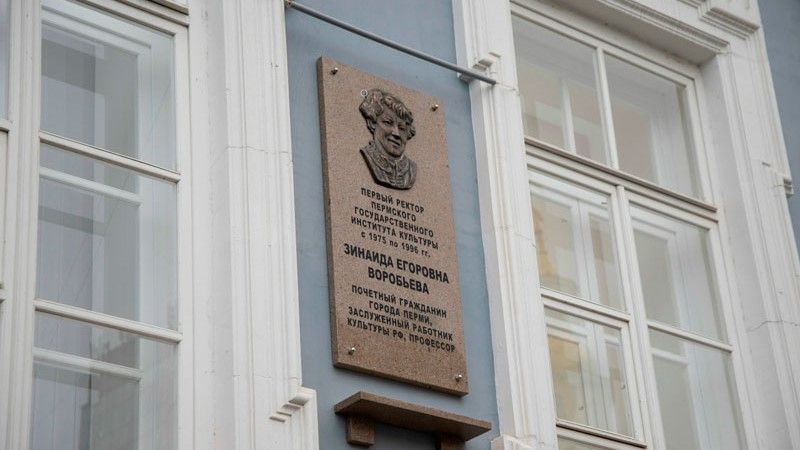 ПЕРВЫЙ РЕКТОР
ПЕРМСКОГО
ГОСУДАРСТВЕННОГО
ИНСТИТУТА КУЛЬТУРЫ
с 1975 по 1996 гг.
ЗИНАИДА ЕГОРОВНА
ВОРОБЬЕВА
ПОЧЕТНЫЙ ГРАЖДАНИН
ГОРОДА ПЕРМИ,
ЗАСЛУЖЕННЫЙ РАБОТНИК
КУЛЬТУРЫ РФ, ПРОФЕССОР